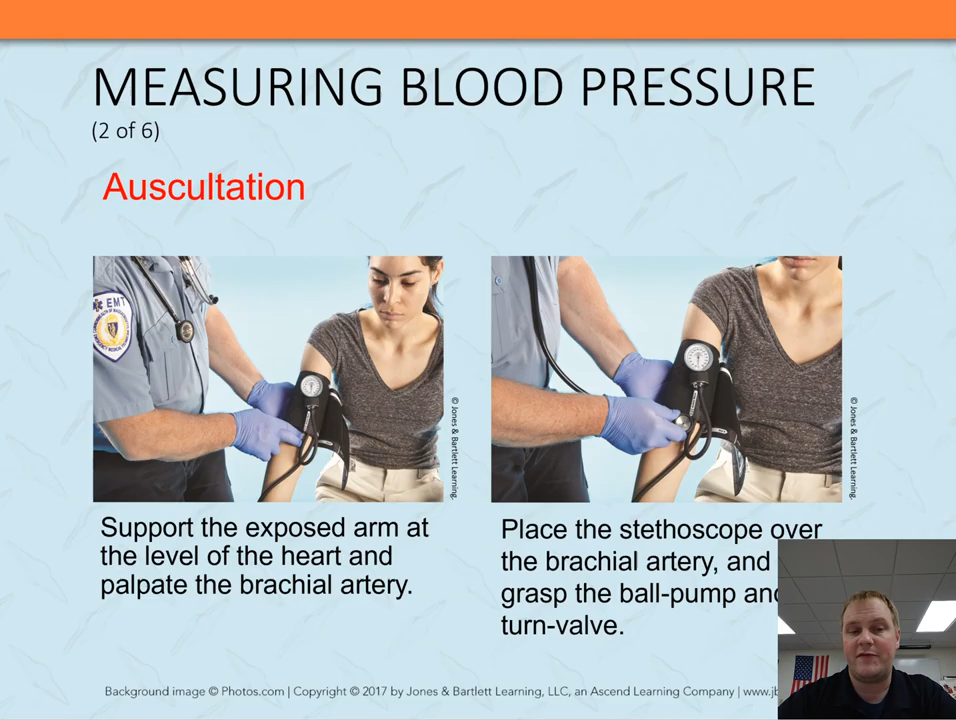 MEASURING BLOOD PRESSURE
(2 of 6)
Auscultation
EMT
© Jones & Bartlett Learning.
© Jones & Bartlett Learning.
Support the exposed arm at
the level of the heart and
palpate the brachial artery.
Place the stethoscope over
the brachial artery, and
grasp the ball-pump and
turn-valve.
Background image © Photos.com | Copyright © 2017 by Jones & Bartlett Learning, LLC, an Ascend Learning Company | www.jb